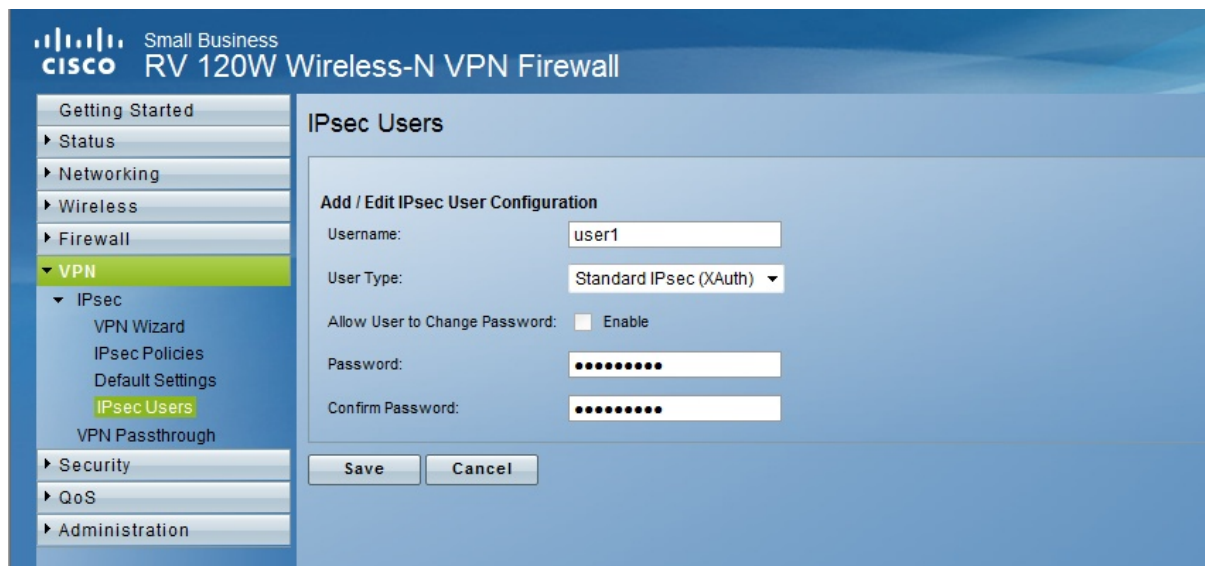 Small Business
CISCO RV 120W Wireless-N VPN Firewall
Getting Started
Status
Networking
Wireless
Firewall
VPN
IPsec
VPN Wizard
IPsec Policies
Default Settings
IPsec Users
VPN Passthrough
Security
QoS
Administration
IPsec Users
Add / Edit IPsec User Configuration
Username: user1
User Type: Standard IPsec (XAuth)
Allow User to Change Password: Enable
Password: •••••••••
Confirm Password: •••••••••
Save Cancel